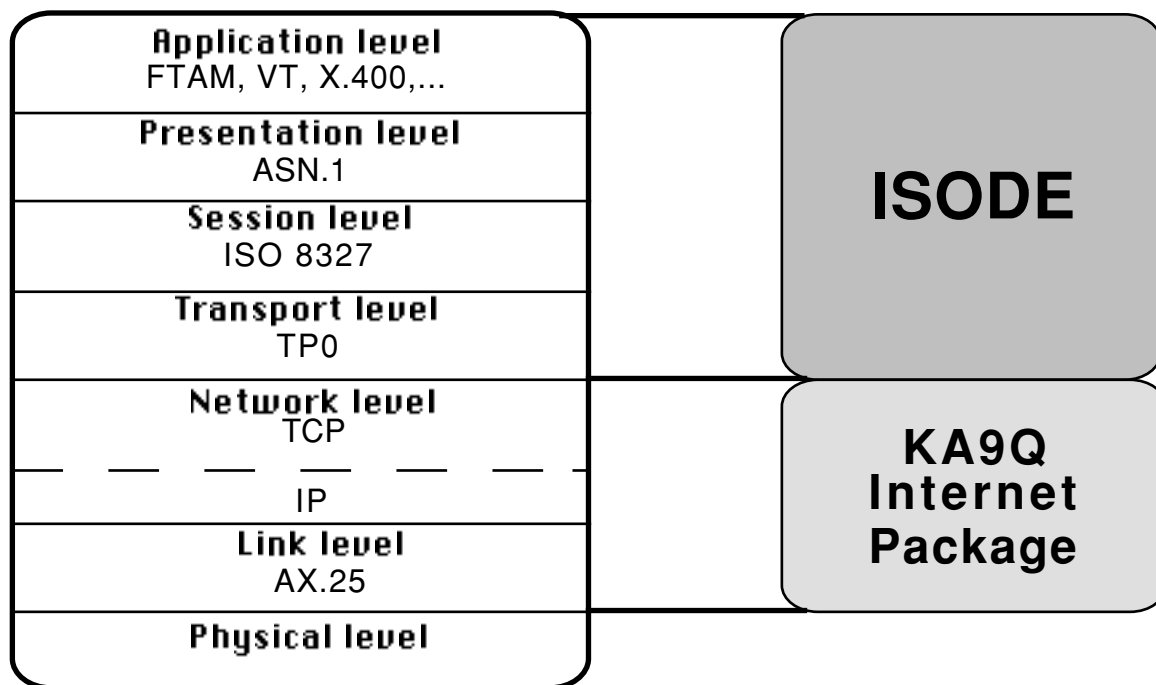 Application level
FTAM, VT, X.400,...
Presentation level
ASN.1
Session level
ISO 8327
Transport level
TP0
Network level
TCP
IP
Link level
AX.25
Physical level
ISODE
KA9Q
Internet
Package